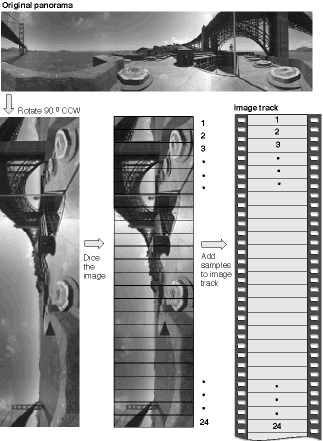 Original panorama
Rotate 90 0 CCW
Image track
1
2
3
1
2
3
Dice
the
image
Add
samples
to image
track
24
24